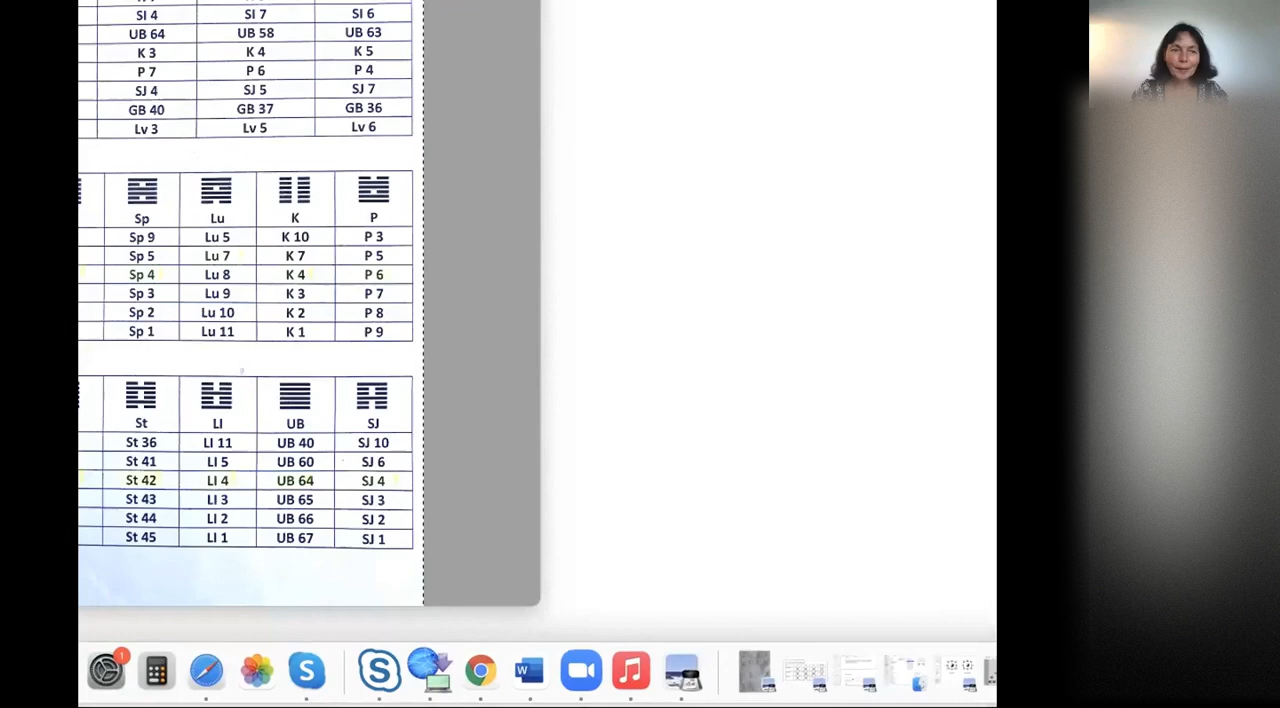 SI 4 SI 7 SI 6
UB 64 UB 58 UB 63
K 3 K 4 K 5
P 7 P 6 P 4
SJ 4 SJ 5 SJ 7
GB 40 GB 37 GB 36
Lv 3 Lv 5 Lv 6
Sp Lu K P
Sp 9 Lu 5 K 10 P 3
Sp 5 Lu 7 K 7 P 5
Sp 4 Lu 8 K 4 P 6
Sp 3 Lu 9 K 3 P 7
Sp 2 Lu 10 K 2 P 8
Sp 1 Lu 11 K 1 P 9
St LI UB SJ
St 36 LI 11 UB 40 SJ 10
St 41 LI 5 UB 60 SJ 6
St 42 LI 4 UB 64 SJ 4
St 43 LI 3 UB 65 SJ 3
St 44 LI 2 UB 66 SJ 2
St 45 LI 1 UB 67 SJ 1
1